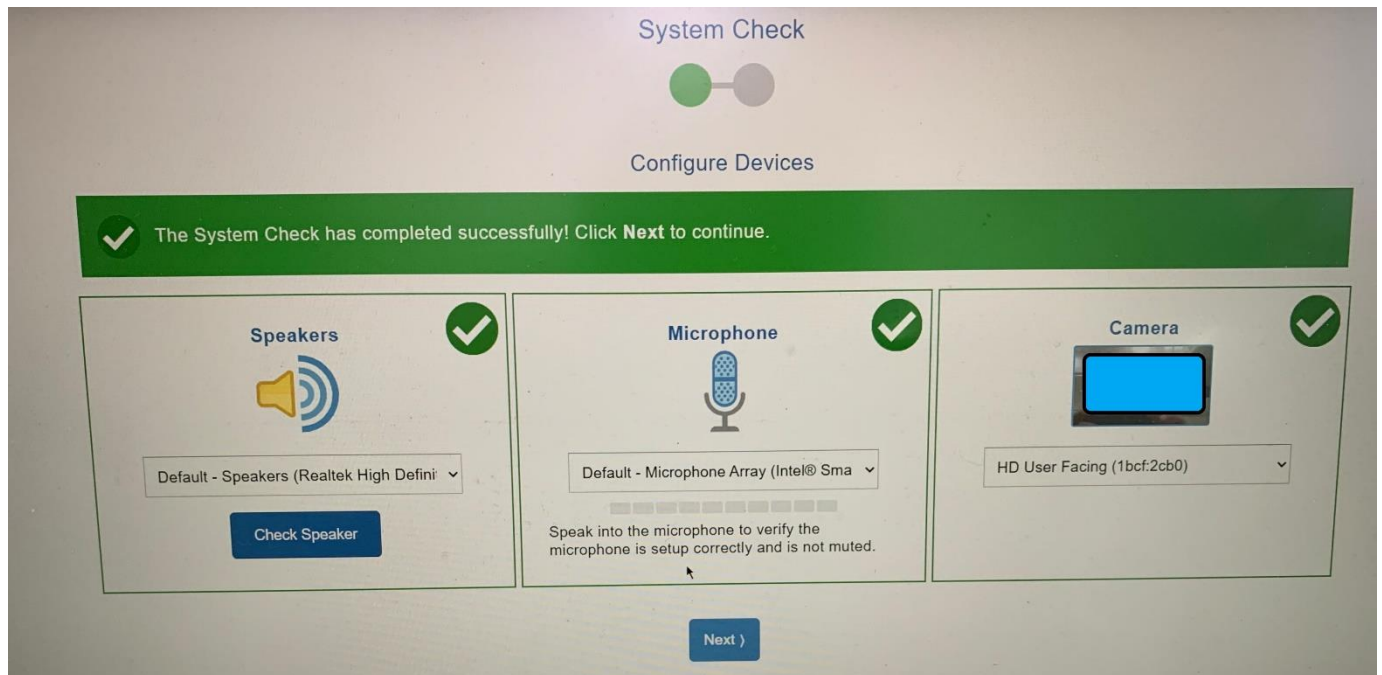 System Check
Configure Devices
The System Check has completed successfully! Click Next to continue.
Speakers
Default - Speakers (Realtek High Defini
Check Speaker
Microphone
Default - Microphone Array (Intel® Sma
Speak into the microphone to verify the
microphone is setup correctly and is not muted.
Camera
HD User Facing (1bcf:2cb0)
Next ⟩